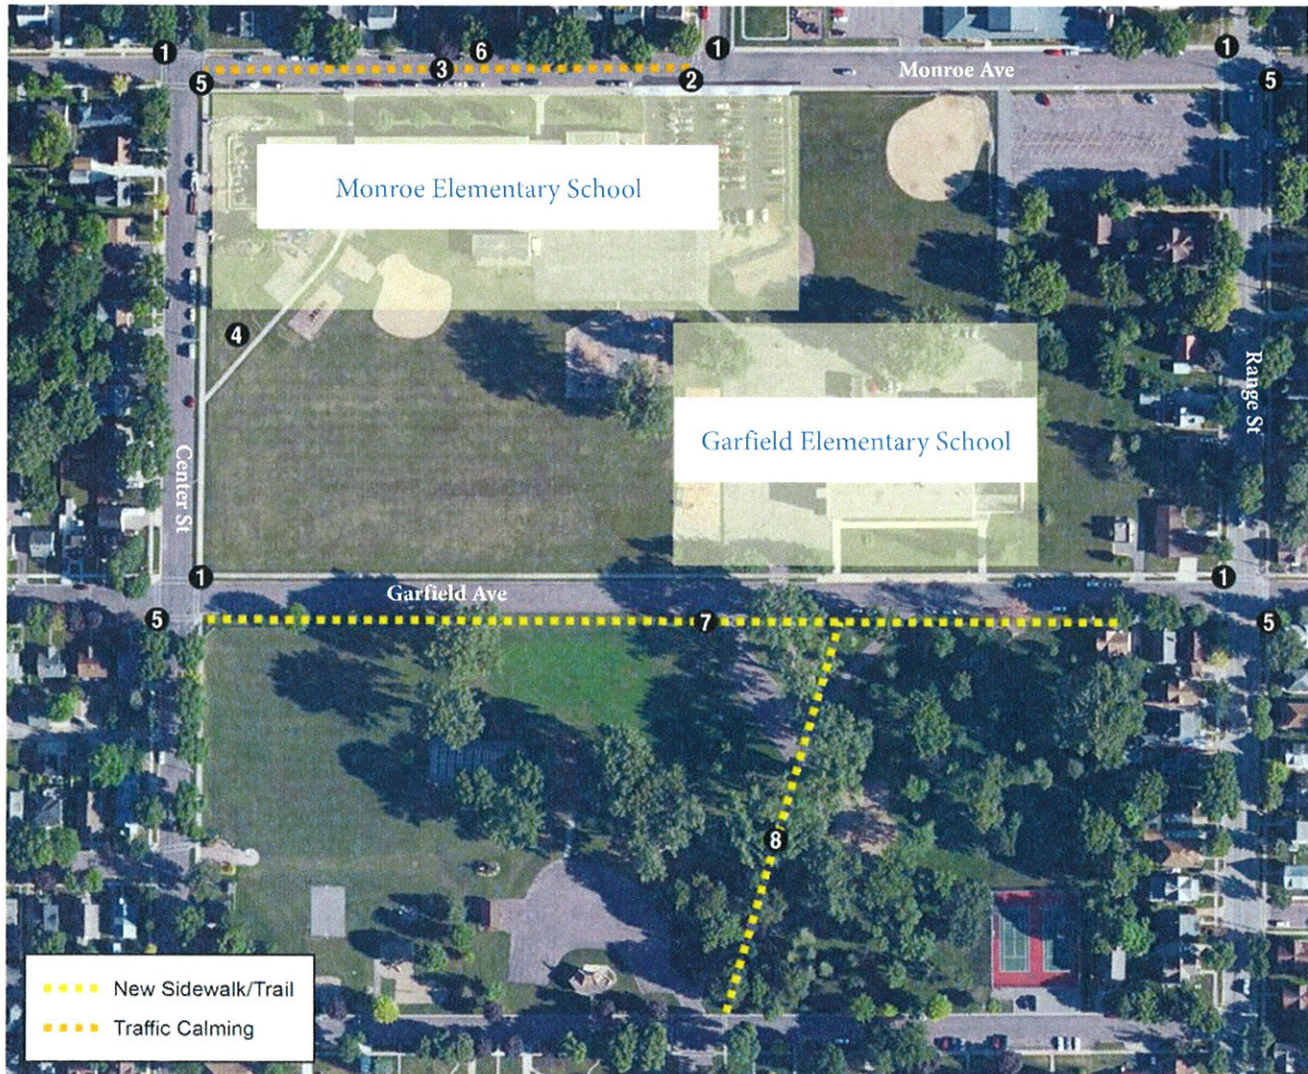 1
6
1
1
5
3
2
Monroe Ave
5
Monroe Elementary School
4
Range St
Garfield Elementary School
Center St
1
1
Garfield Ave
5
7
5
8
New Sidewalk/Trail
Traffic Calming